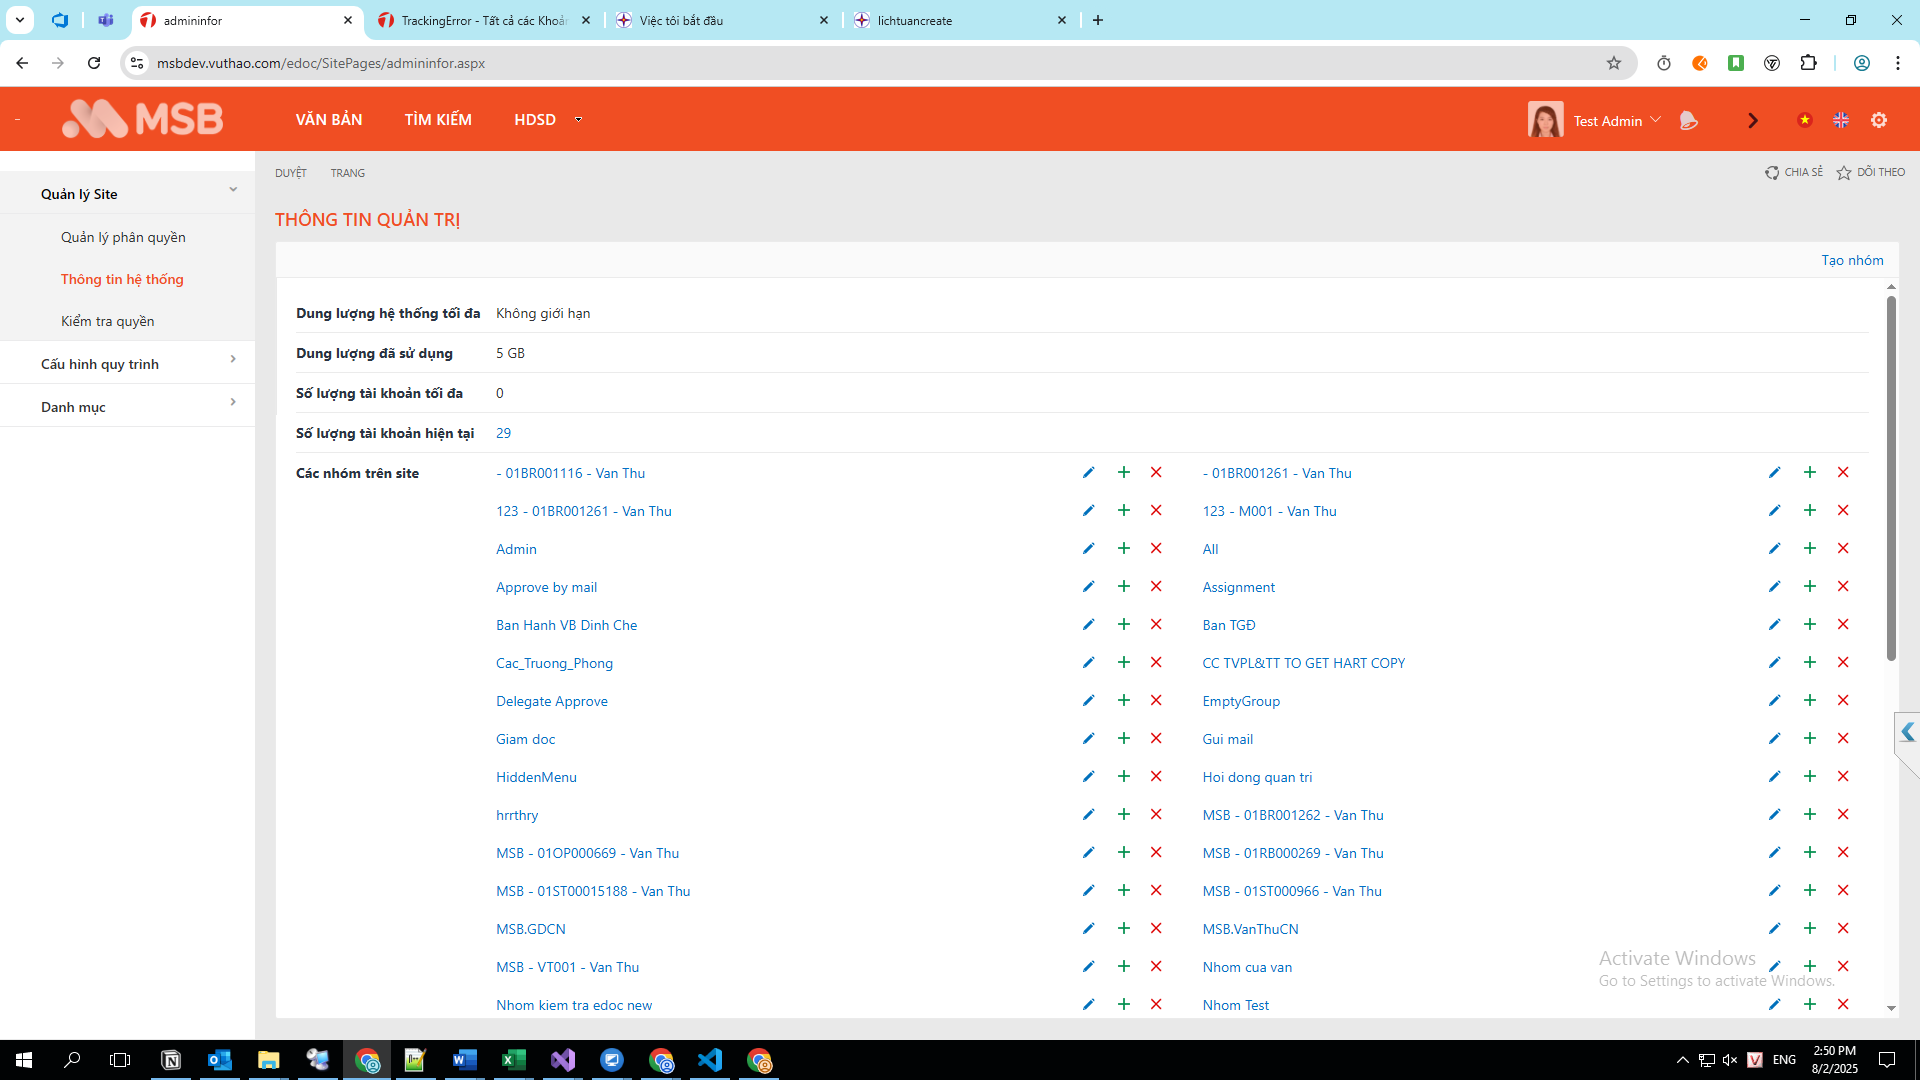 admininfor
TrackingError - Tất cả các Khoản
Việc tôi bắt đầu
lichtuancreate
msbdev.vuthao.com/edoc/SitePages/admininfor.aspx
MSB
VĂN BẢN
TÌM KIẾM
HDSD
Test Admin
Quản lý Site
Quản lý phân quyền
Thông tin hệ thống
Kiểm tra quyền
Cấu hình quy trình
Danh mục
DUYỆT
TRANG
CHIA SẺ
DÕI THEO
THÔNG TIN QUẢN TRỊ
Tạo nhóm
Dung lượng hệ thống tối đa Không giới hạn
Dung lượng đã sử dụng 5 GB
Số lượng tài khoản tối đa 0
Số lượng tài khoản hiện tại 29
Các nhóm trên site - 01BR001116 - Van Thu - 01BR001261 - Van Thu
123 - 01BR001261 - Van Thu 123 - M001 - Van Thu
Admin All
Approve by mail Assignment
Ban Hanh VB Dinh Che Ban TGĐ
Cac_Truong_Phong CC TVPL&TT TO GET HART COPY
Delegate Approve EmptyGroup
Giam doc Gui mail
HiddenMenu Hoi dong quan tri
hrrthry MSB - 01BR001262 - Van Thu
MSB - 01OP000669 - Van Thu MSB - 01RB000269 - Van Thu
MSB - 01ST00015188 - Van Thu MSB - 01ST000966 - Van Thu
MSB.GDCN MSB.VanThuCN
MSB - VT001 - Van Thu Nhom cua van
Nhom kiem tra edoc new Nhom Test
Activate Windows
Go to Settings to activate Windows.
ENG
2:50 PM
8/2/2025